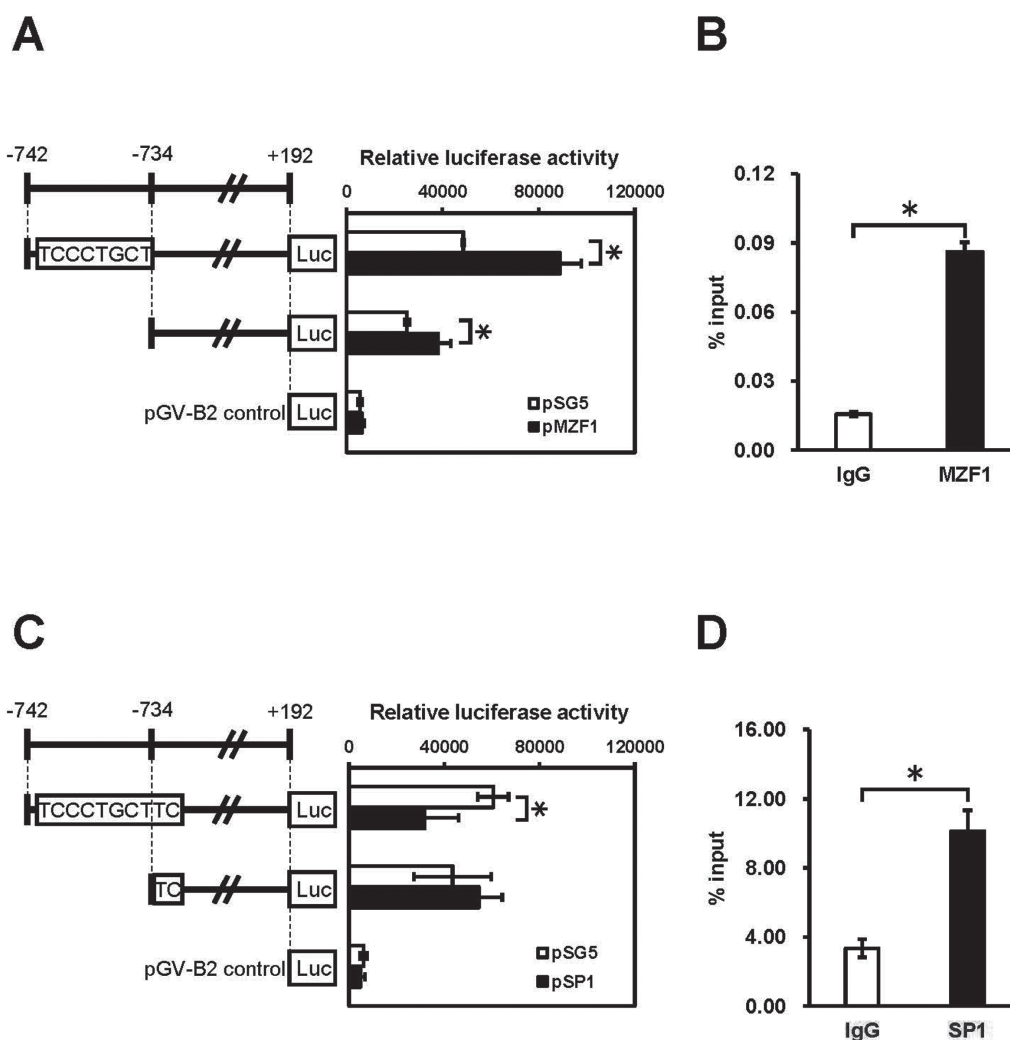 A
-742 -734 +192
Relative luciferase activity
0 40000 80000 120000
TCCCTGCT Luc *
Luc *
pGV-B2 control Luc
pSG5
pMZF1
B
% input
0.12
0.09
0.06
0.03
0.00
*
IgG MZF1
C
-742 -734 +192
Relative luciferase activity
0 40000 80000 120000
TCCCTGCTTC Luc *
TC Luc
pGV-B2 control Luc
pSG5
pSP1
D
% input
16.00
12.00
8.00
4.00
0.00
*
IgG SP1